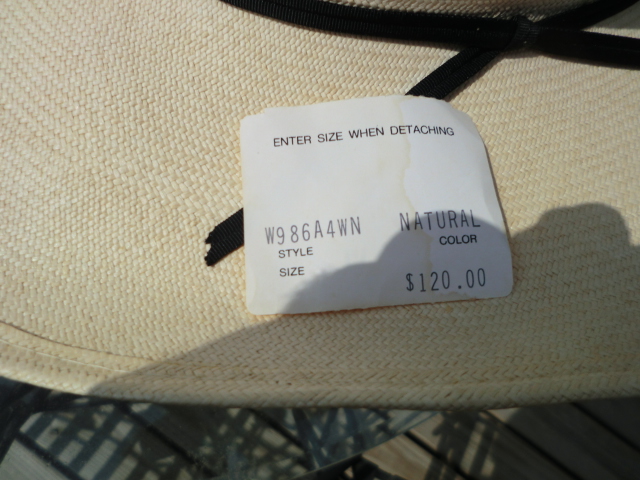 ENTER SIZE WHEN DETACHING
W986A4WN NATURAL
STYLE COLOR
SIZE
$120.00